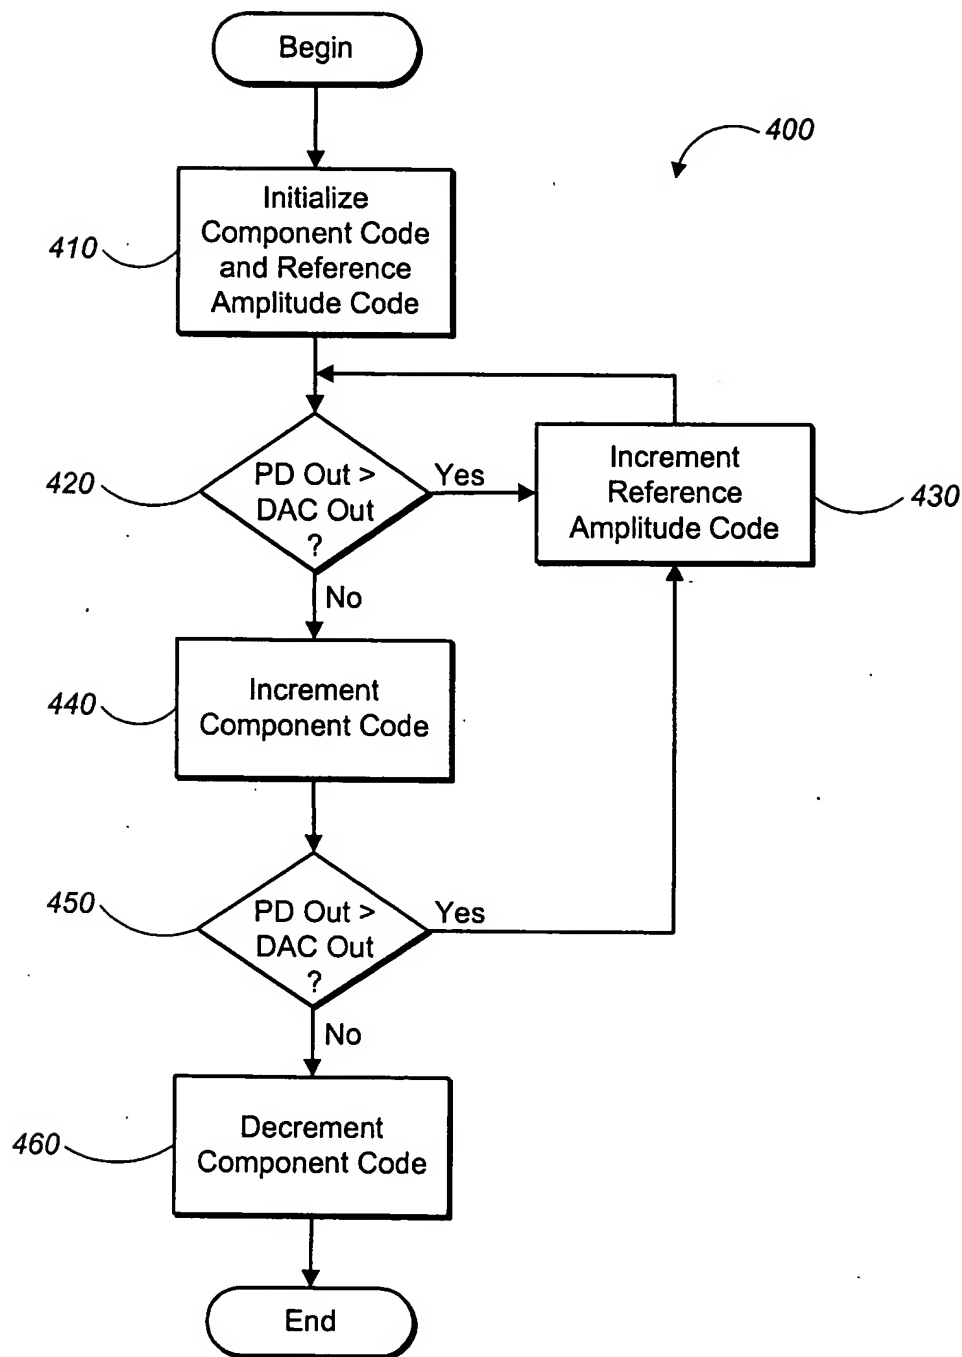 Begin
400
Initialize
Component Code
and Reference
Amplitude Code
410
PD Out >
DAC Out
?
420
Yes
Increment
Reference
Amplitude Code
430
No
Increment
Component Code
440
PD Out >
DAC Out
?
450
Yes
No
Decrement
Component Code
460
End